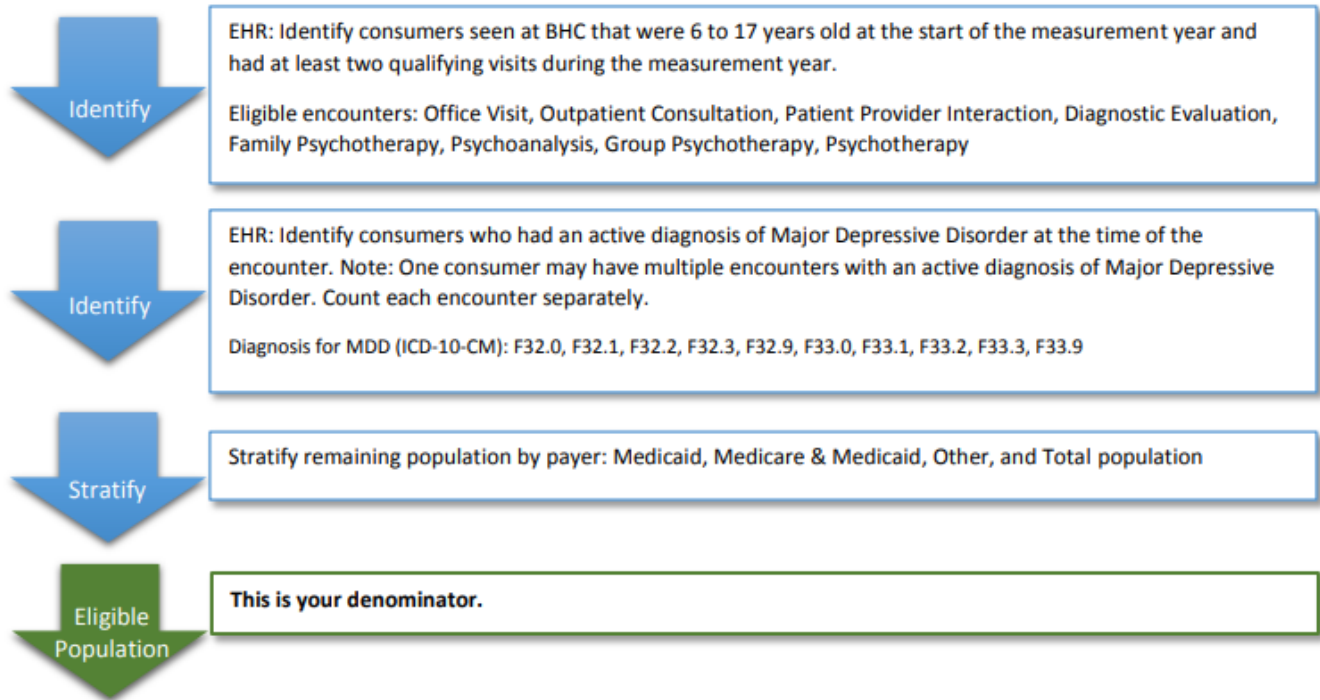 EHR: Identify consumers seen at BHC that were 6 to 17 years old at the start of the measurement year and
had at least two qualifying visits during the measurement year.
Identify
Eligible encounters: Office Visit, Outpatient Consultation, Patient Provider Interaction, Diagnostic Evaluation,
Family Psychotherapy, Psychoanalysis, Group Psychotherapy, Psychotherapy
EHR: Identify consumers who had an active diagnosis of Major Depressive Disorder at the time of the
encounter. Note: One consumer may have multiple encounters with an active diagnosis of Major Depressive
Disorder. Count each encounter separately.
Identify
Diagnosis for MDD (ICD-10-CM): F32.0, F32.1, F32.2, F32.3, F32.9, F33.0, F33.1, F33.2, F33.3, F33.9
Stratify remaining population by payer: Medicaid, Medicare & Medicaid, Other, and Total population
Stratify
This is your denominator.
Eligible
Population